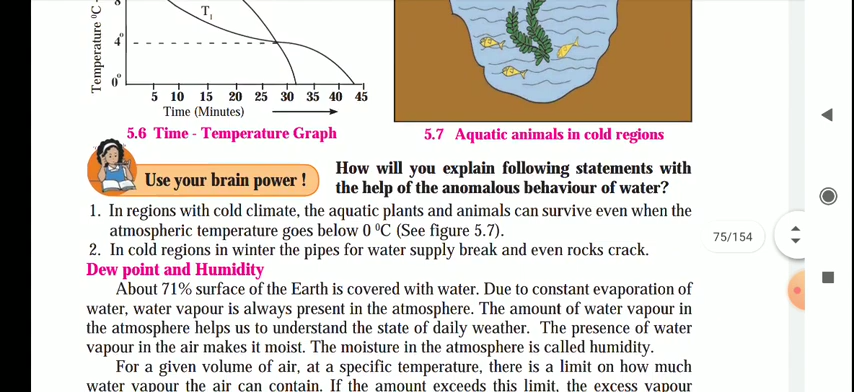 8
Temperature ⁰C
T₁
4°
0°
5 10 15 20 25 30 35 40 45
Time (Minutes)
5.6 Time - Temperature Graph
5.7 Aquatic animals in cold regions
Use your brain power !
How will you explain following statements with
the help of the anomalous behaviour of water?
1. In regions with cold climate, the aquatic plants and animals can survive even when the
atmospheric temperature goes below 0 ⁰C (See figure 5.7).
2. In cold regions in winter the pipes for water supply break and even rocks crack.
75/154
Dew point and Humidity
About 71% surface of the Earth is covered with water. Due to constant evaporation of
water, water vapour is always present in the atmosphere. The amount of water vapour in
the atmosphere helps us to understand the state of daily weather. The presence of water
vapour in the air makes it moist. The moisture in the atmosphere is called humidity.
For a given volume of air, at a specific temperature, there is a limit on how much
water vapour the air can contain. If the amount exceeds this limit, the excess vapour